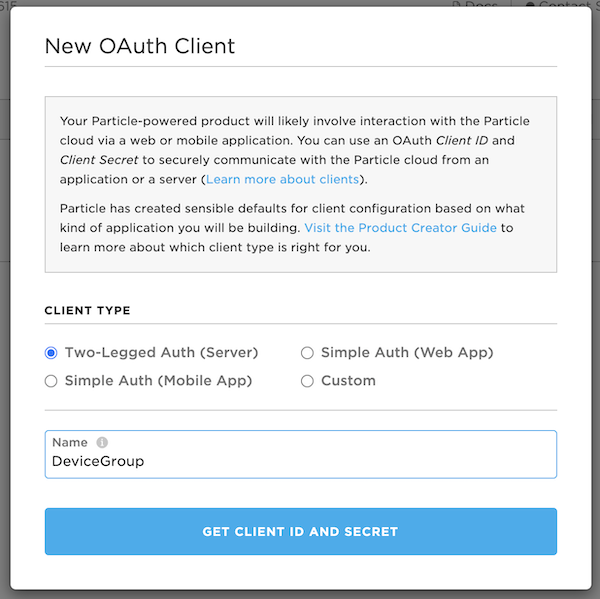 615
Docs
Contact S
New OAuth Client
Your Particle-powered product will likely involve interaction with the Particle
cloud via a web or mobile application. You can use an OAuth Client ID and
Client Secret to securely communicate with the Particle cloud from an
application or a server (Learn more about clients).
Particle has created sensible defaults for client configuration based on what
kind of application you will be building. Visit the Product Creator Guide to
learn more about which client type is right for you.
CLIENT TYPE
Two-Legged Auth (Server)
Simple Auth (Web App)
Simple Auth (Mobile App)
Custom
Name
DeviceGroup
GET CLIENT ID AND SECRET